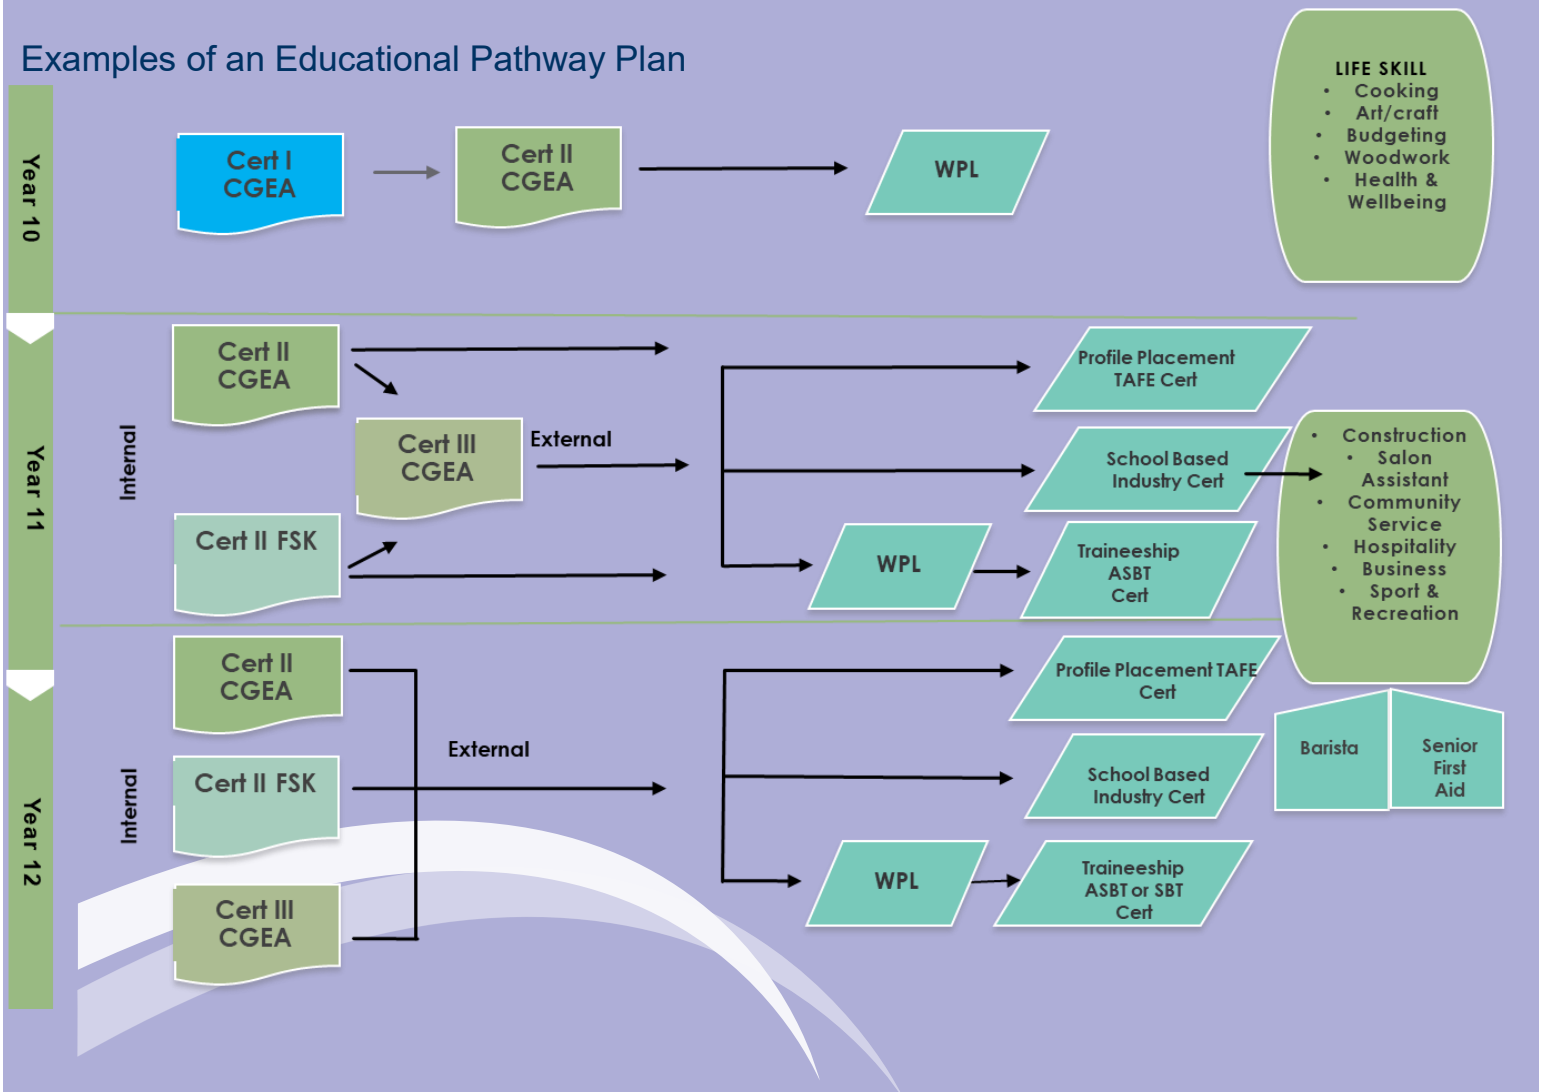 Examples of an Educational Pathway Plan
LIFE SKILL
• Cooking
• Art/craft
• Budgeting
• Woodwork
• Health &
Wellbeing
Year 10
Cert I
CGEA
Cert II
CGEA
WPL
Year 11
Internal
Cert II
CGEA
Cert III
CGEA
Cert II FSK
External
Profile Placement
TAFE Cert
School Based
Industry Cert
WPL
Traineeship
ASBT
Cert
• Construction
• Salon
Assistant
• Community
Service
• Hospitality
• Business
• Sport &
Recreation
Year 12
Internal
Cert II
CGEA
Cert II FSK
Cert III
CGEA
External
Profile Placement TAFE
Cert
School Based
Industry Cert
WPL
Traineeship
ASBT or SBT
Cert
Barista
Senior
First
Aid